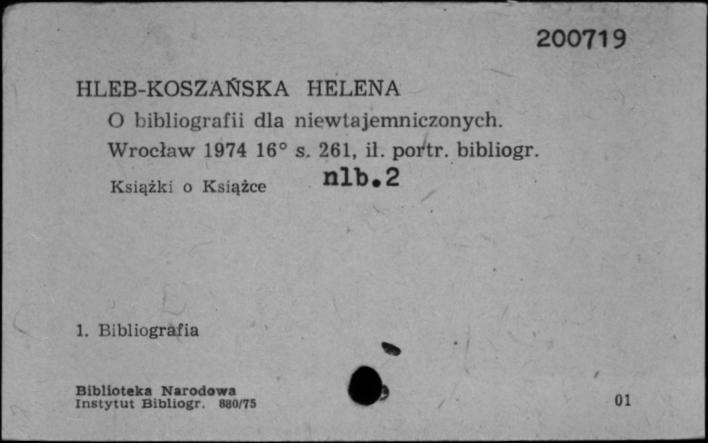 200719
HLEB-KOSZAŃSKA HELENA
O bibliografii dla niewtajemniczonych.
Wrocław 1974 16° s. 261, il. portr. bibliogr.
Książki o Książce nlb.2
1. Bibliografia
Biblioteka Narodowa
Instytut Bibliogr. 880/75
01